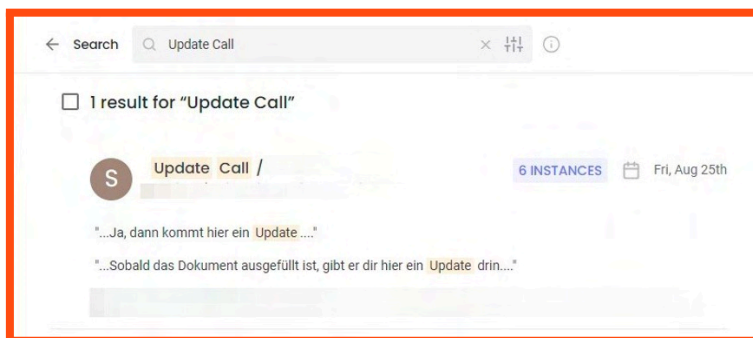 ← Search Update Call ×
1 result for “Update Call”
S Update Call / 6 INSTANCES Fri, Aug 25th
"...Ja, dann kommt hier ein Update ...."
"...Sobald das Dokument ausgefüllt ist, gibt er dir hier ein Update drin...."